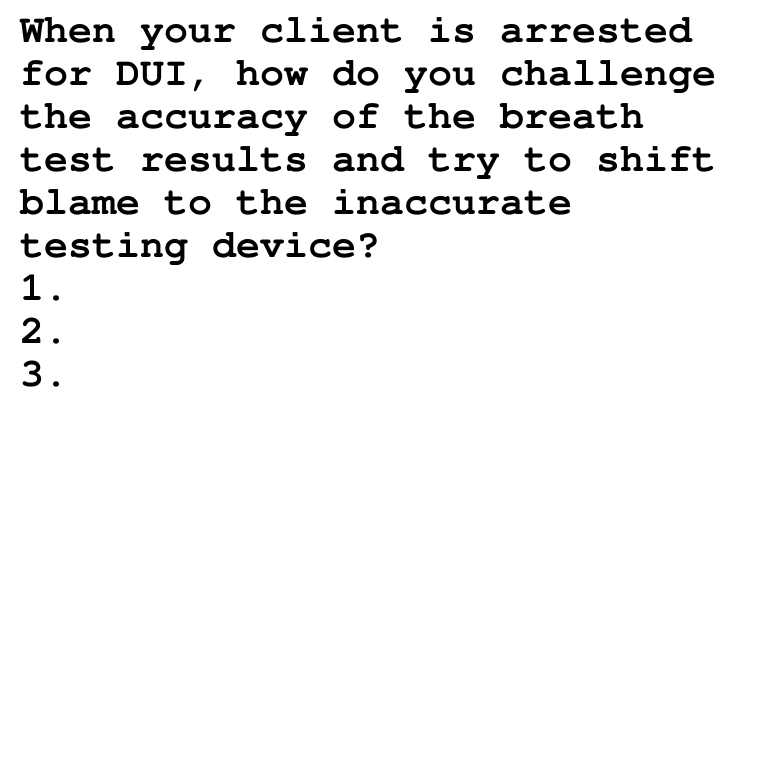 When your client is arrested
for DUI, how do you challenge
the accuracy of the breath
test results and try to shift
blame to the inaccurate
testing device?
1.
2.
3.